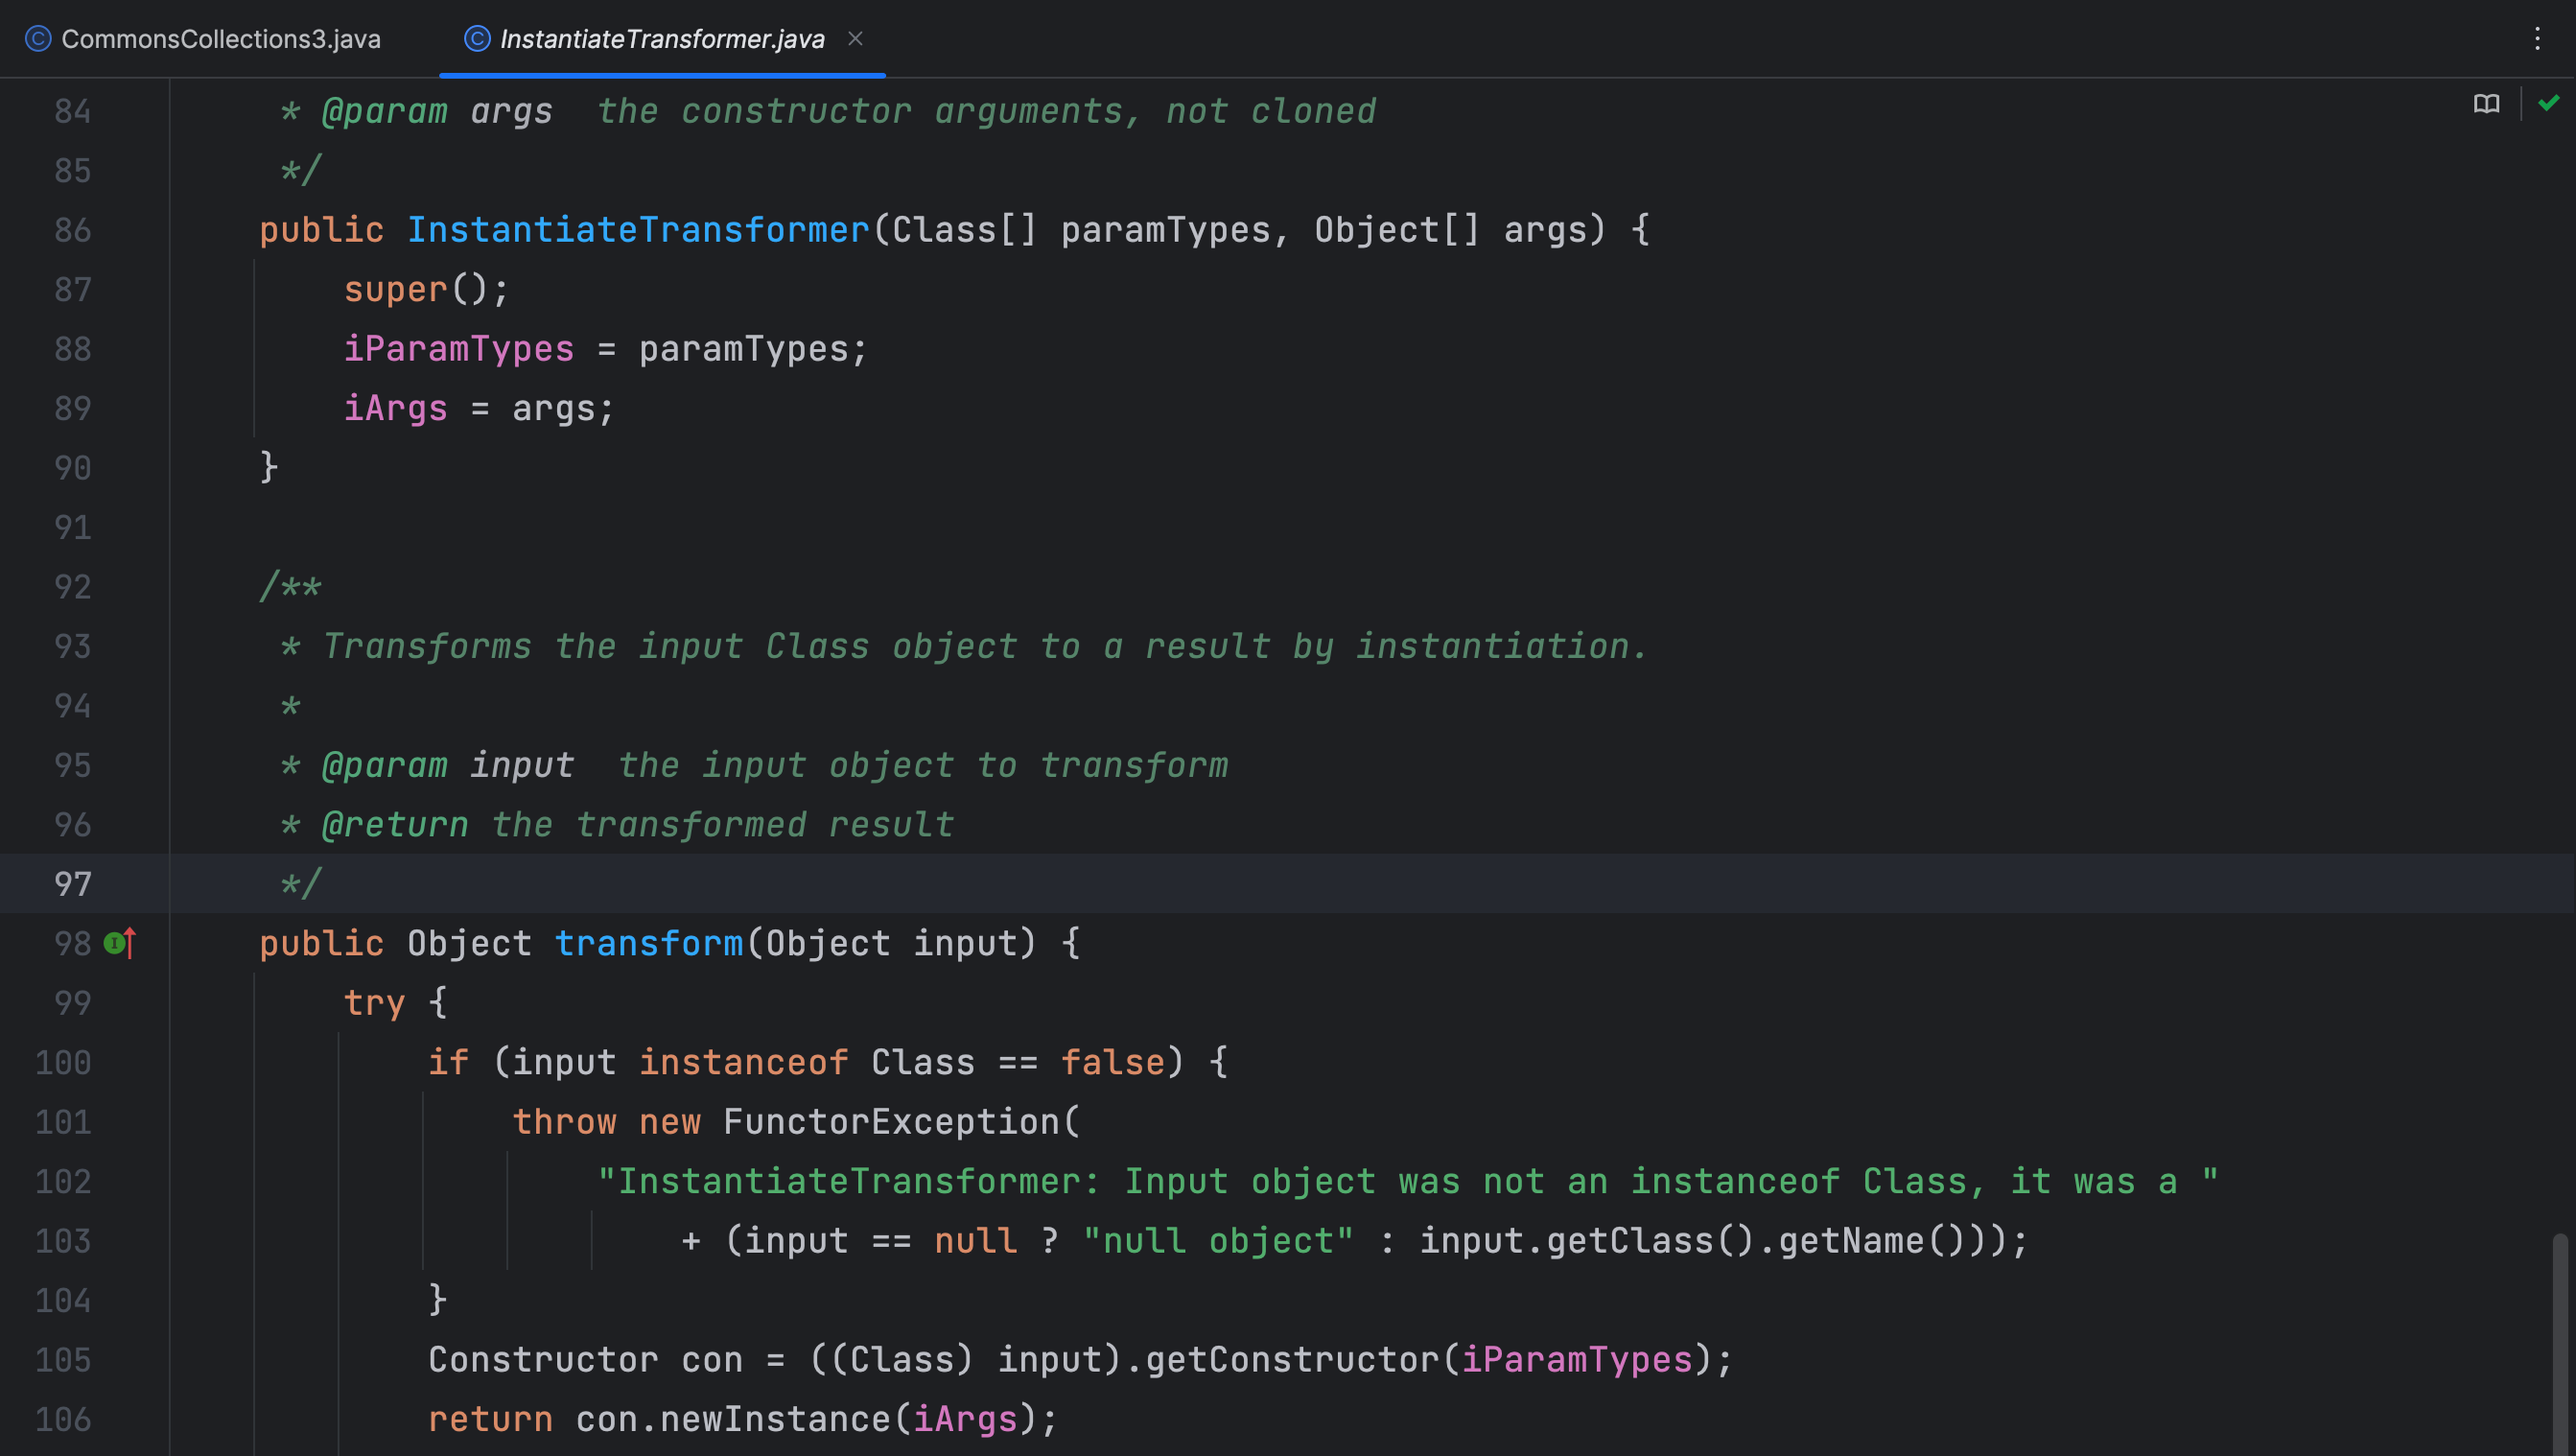 CommonsCollections3.java InstantiateTransformer.java
84 * @param args  the constructor arguments, not cloned
85 */
86 public InstantiateTransformer(Class[] paramTypes, Object[] args) {
87 super();
88 iParamTypes = paramTypes;
89 iArgs = args;
90 }
91
92 /**
93 * Transforms the input Class object to a result by instantiation.
94 *
95 * @param input  the input object to transform
96 * @return the transformed result
97 */
98 public Object transform(Object input) {
99 try {
100 if (input instanceof Class == false) {
101 throw new FunctorException(
102 "InstantiateTransformer: Input object was not an instanceof Class, it was a "
103 + (input == null ? "null object" : input.getClass().getName()));
104 }
105 Constructor con = ((Class) input).getConstructor(iParamTypes);
106 return con.newInstance(iArgs);